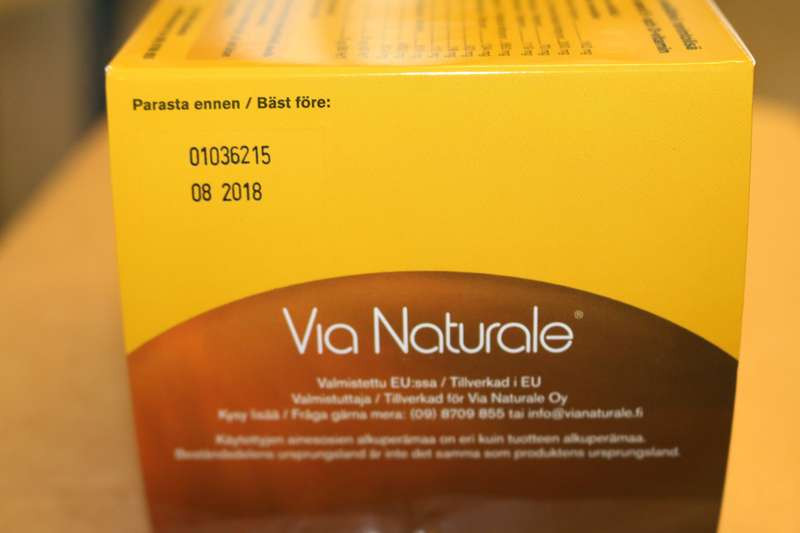 Parasta ennen / Bäst före:
01036215
08 2018
Via Naturale®
Valmistettu EU:ssa / Tillverkad i EU
Valmistuttaja / Tillverkad för Via Naturale Oy
Kysy lisää / Fråga gärna mera: (09) 8709 855 tai info@vianaturale.fi
Käytettyjen ainesosien alkuperämaa on eri kuin tuotteen alkuperämaa.
Beståndsdelens ursprungsland är inte det samma som produktens ursprungsland.